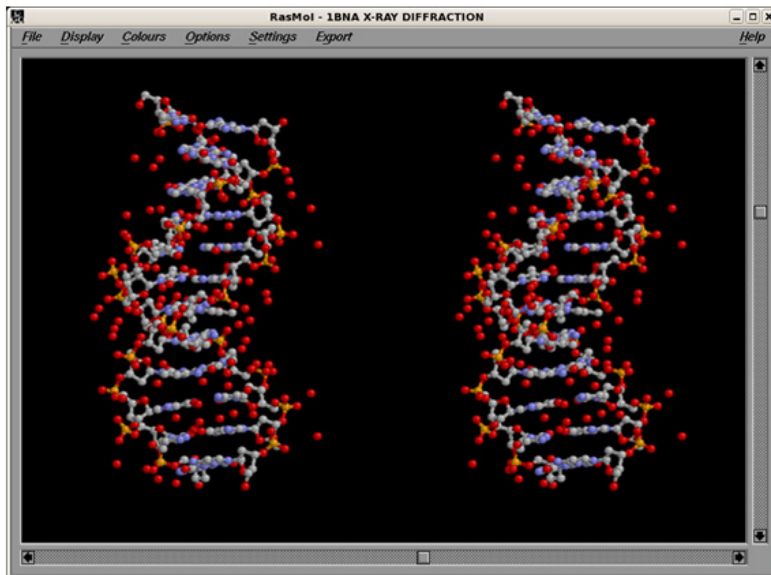 RasMol - 1BNA X-RAY DIFFRACTION
File Display Colours Options Settings Export Help